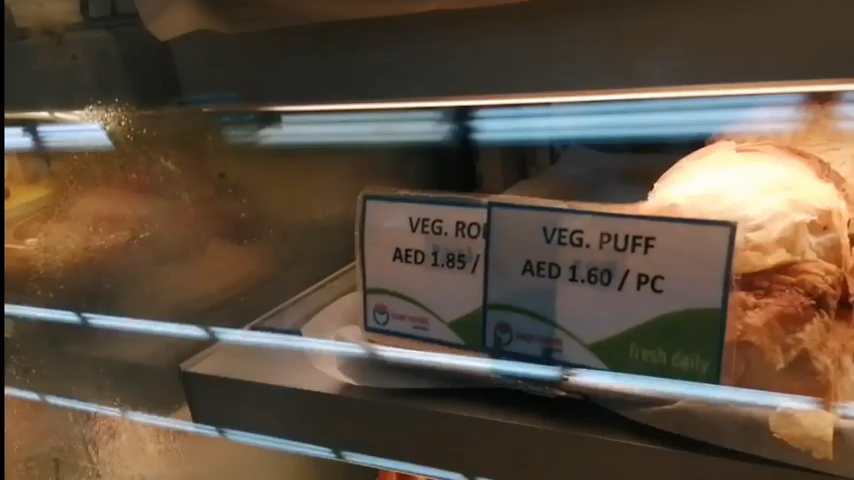 VEG. RO
AED 1.85 /
VEG. PUFF
AED 1.60 / PC
fresh daily